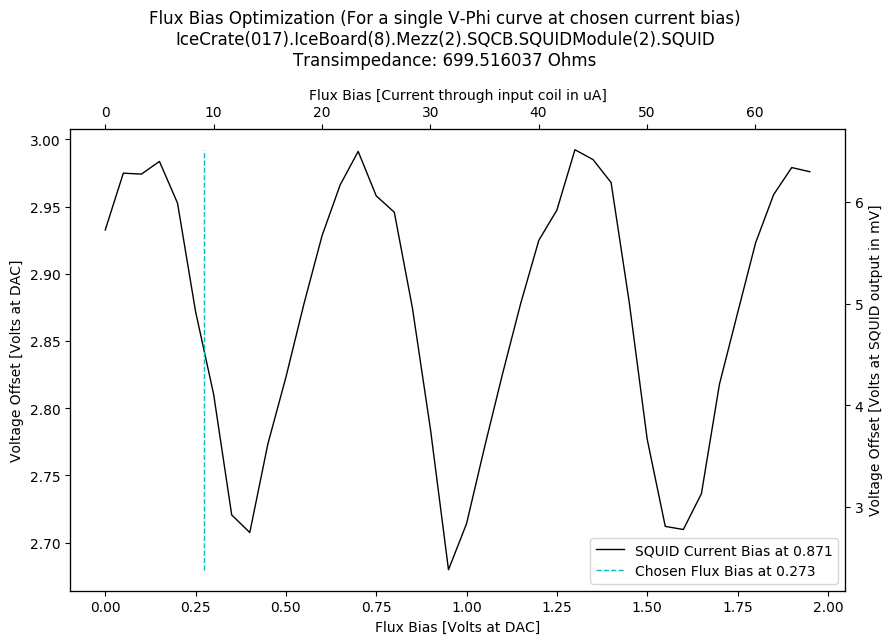 Flux Bias Optimization (For a single V-Phi curve at chosen current bias)
IceCrate(017).IceBoard(8).Mezz(2).SQCB.SQUIDModule(2).SQUID
Transimpedance: 699.516037 Ohms
Flux Bias [Current through input coil in uA]
0 10 20 30 40 50 60
3.00
2.95
2.90
2.85
2.80
2.75
2.70
Voltage Offset [Volts at DAC]
6
5
4
3
Voltage Offset [Volts at SQUID output in mV]
SQUID Current Bias at 0.871
Chosen Flux Bias at 0.273
0.00 0.25 0.50 0.75 1.00 1.25 1.50 1.75 2.00
Flux Bias [Volts at DAC]